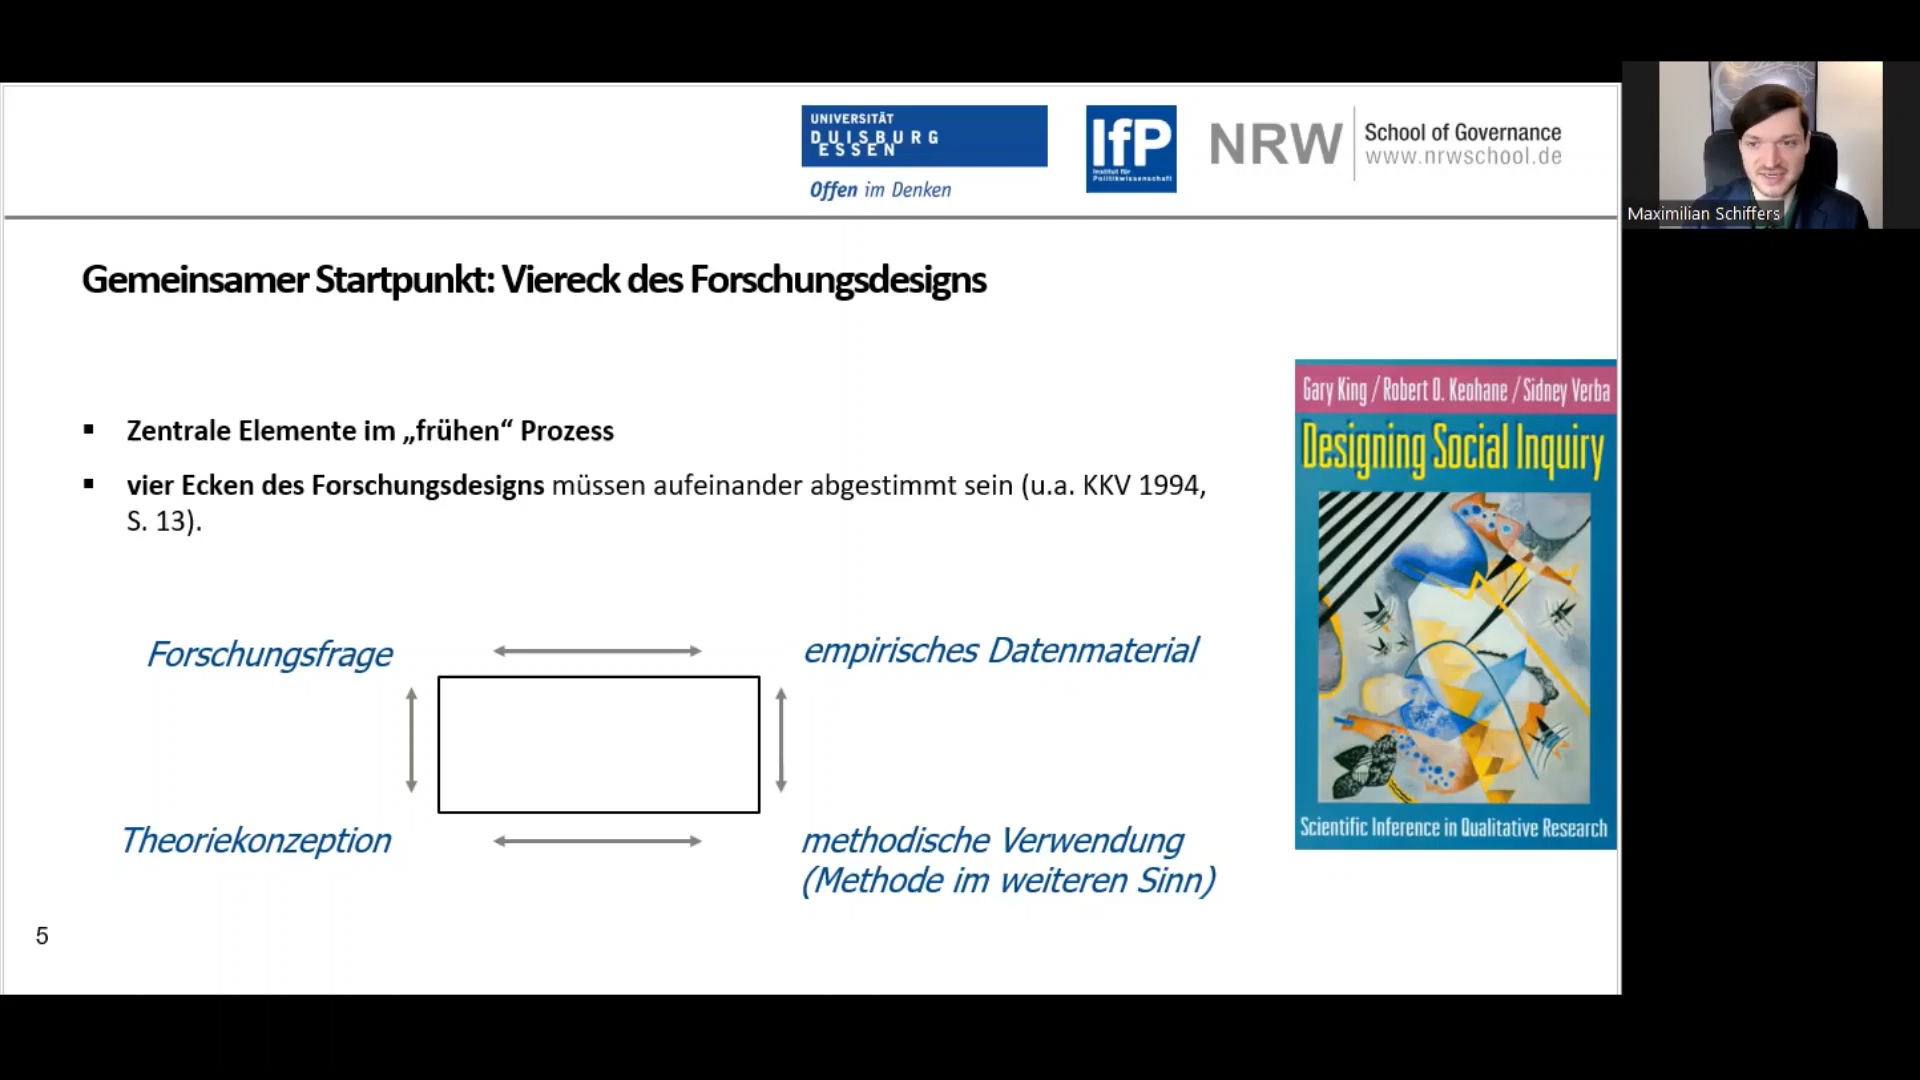 UNIVERSITÄT
DUISBURG
ESSEN
Offen im Denken
IfP
Institut für
Politikwissenschaft
NRW
School of Governance
www.nrwschool.de
Maximilian Schiffers
Gemeinsamer Startpunkt: Viereck des Forschungsdesigns
▪ Zentrale Elemente im „frühen“ Prozess
▪ vier Ecken des Forschungsdesigns müssen aufeinander abgestimmt sein (u.a. KKV 1994,
S. 13).
Gary King / Robert O. Keohane / Sidney Verba
Designing Social Inquiry
Scientific Inference in Qualitative Research
Forschungsfrage
empirisches Datenmaterial
Theoriekonzeption
methodische Verwendung
(Methode im weiteren Sinn)
5